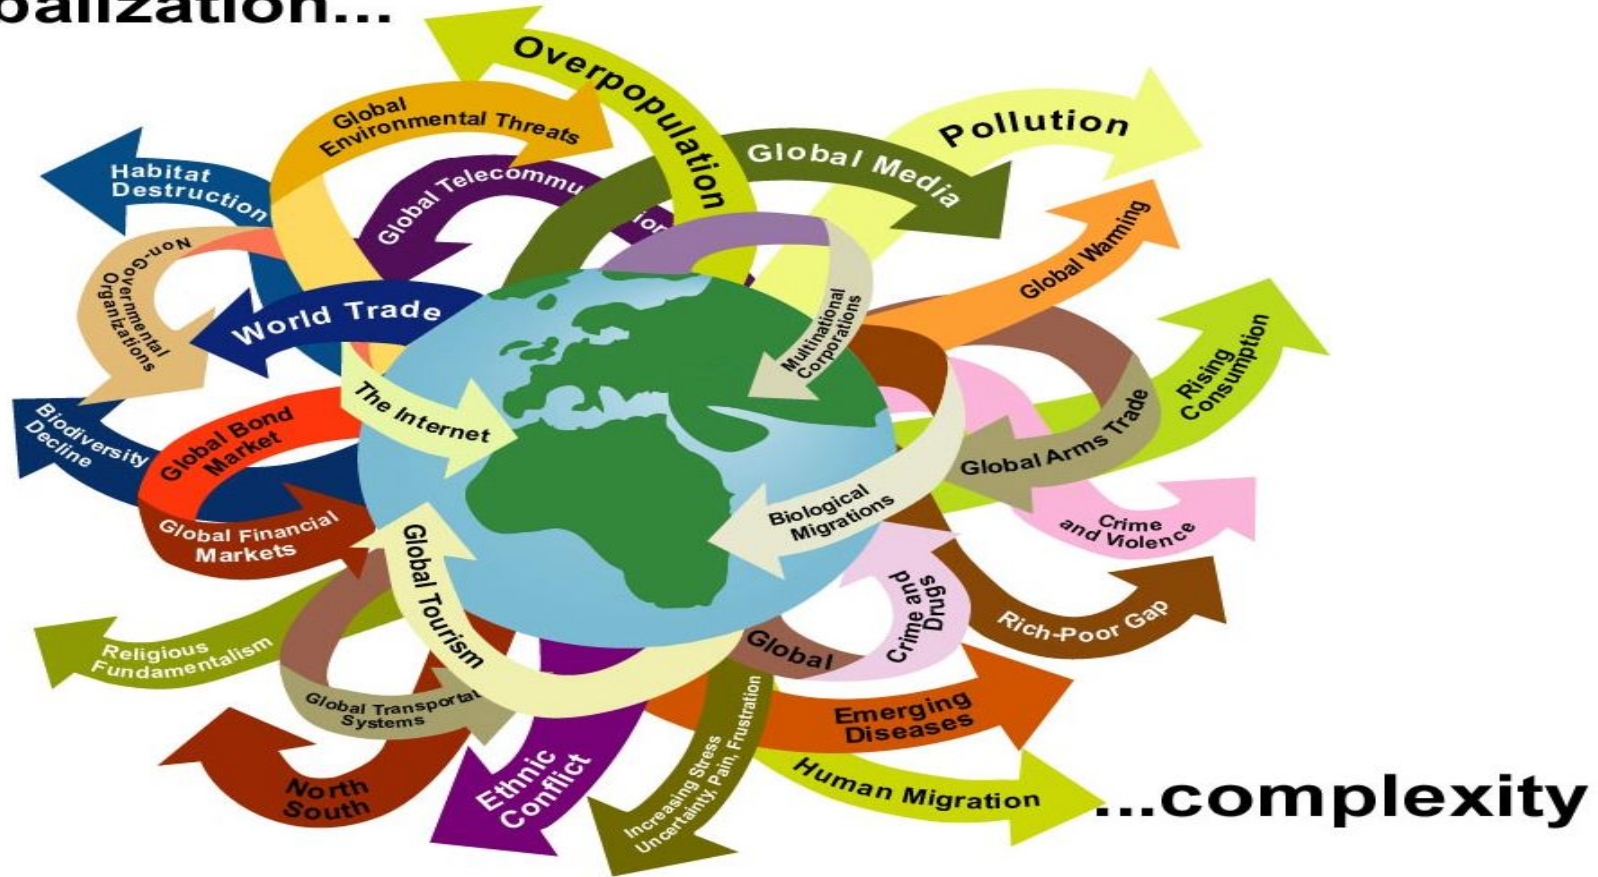 balization...
Overpopulation
Global
Environmental Threats
Pollution
Global Media
Habitat
Destruction
Global Telecommu
ion
Non-Governmental
Organizations
Global Warming
World Trade
Multinational
Corporations
Rising
Consumption
The Internet
Global Bond
Market
Biodiversity
Decline
Global Arms Trade
Global Financial
Markets
Biological
Migrations
Crime
and Violence
Global Tourism
Crime and
Drugs
Rich-Poor Gap
Religious
Fundamentalism
Global
Global Transportat
Systems
Emerging
Diseases
North
South
Ethnic
Conflict
Increasing Stress
Uncertainty, Pain, Frustration
Human Migration
...complexity